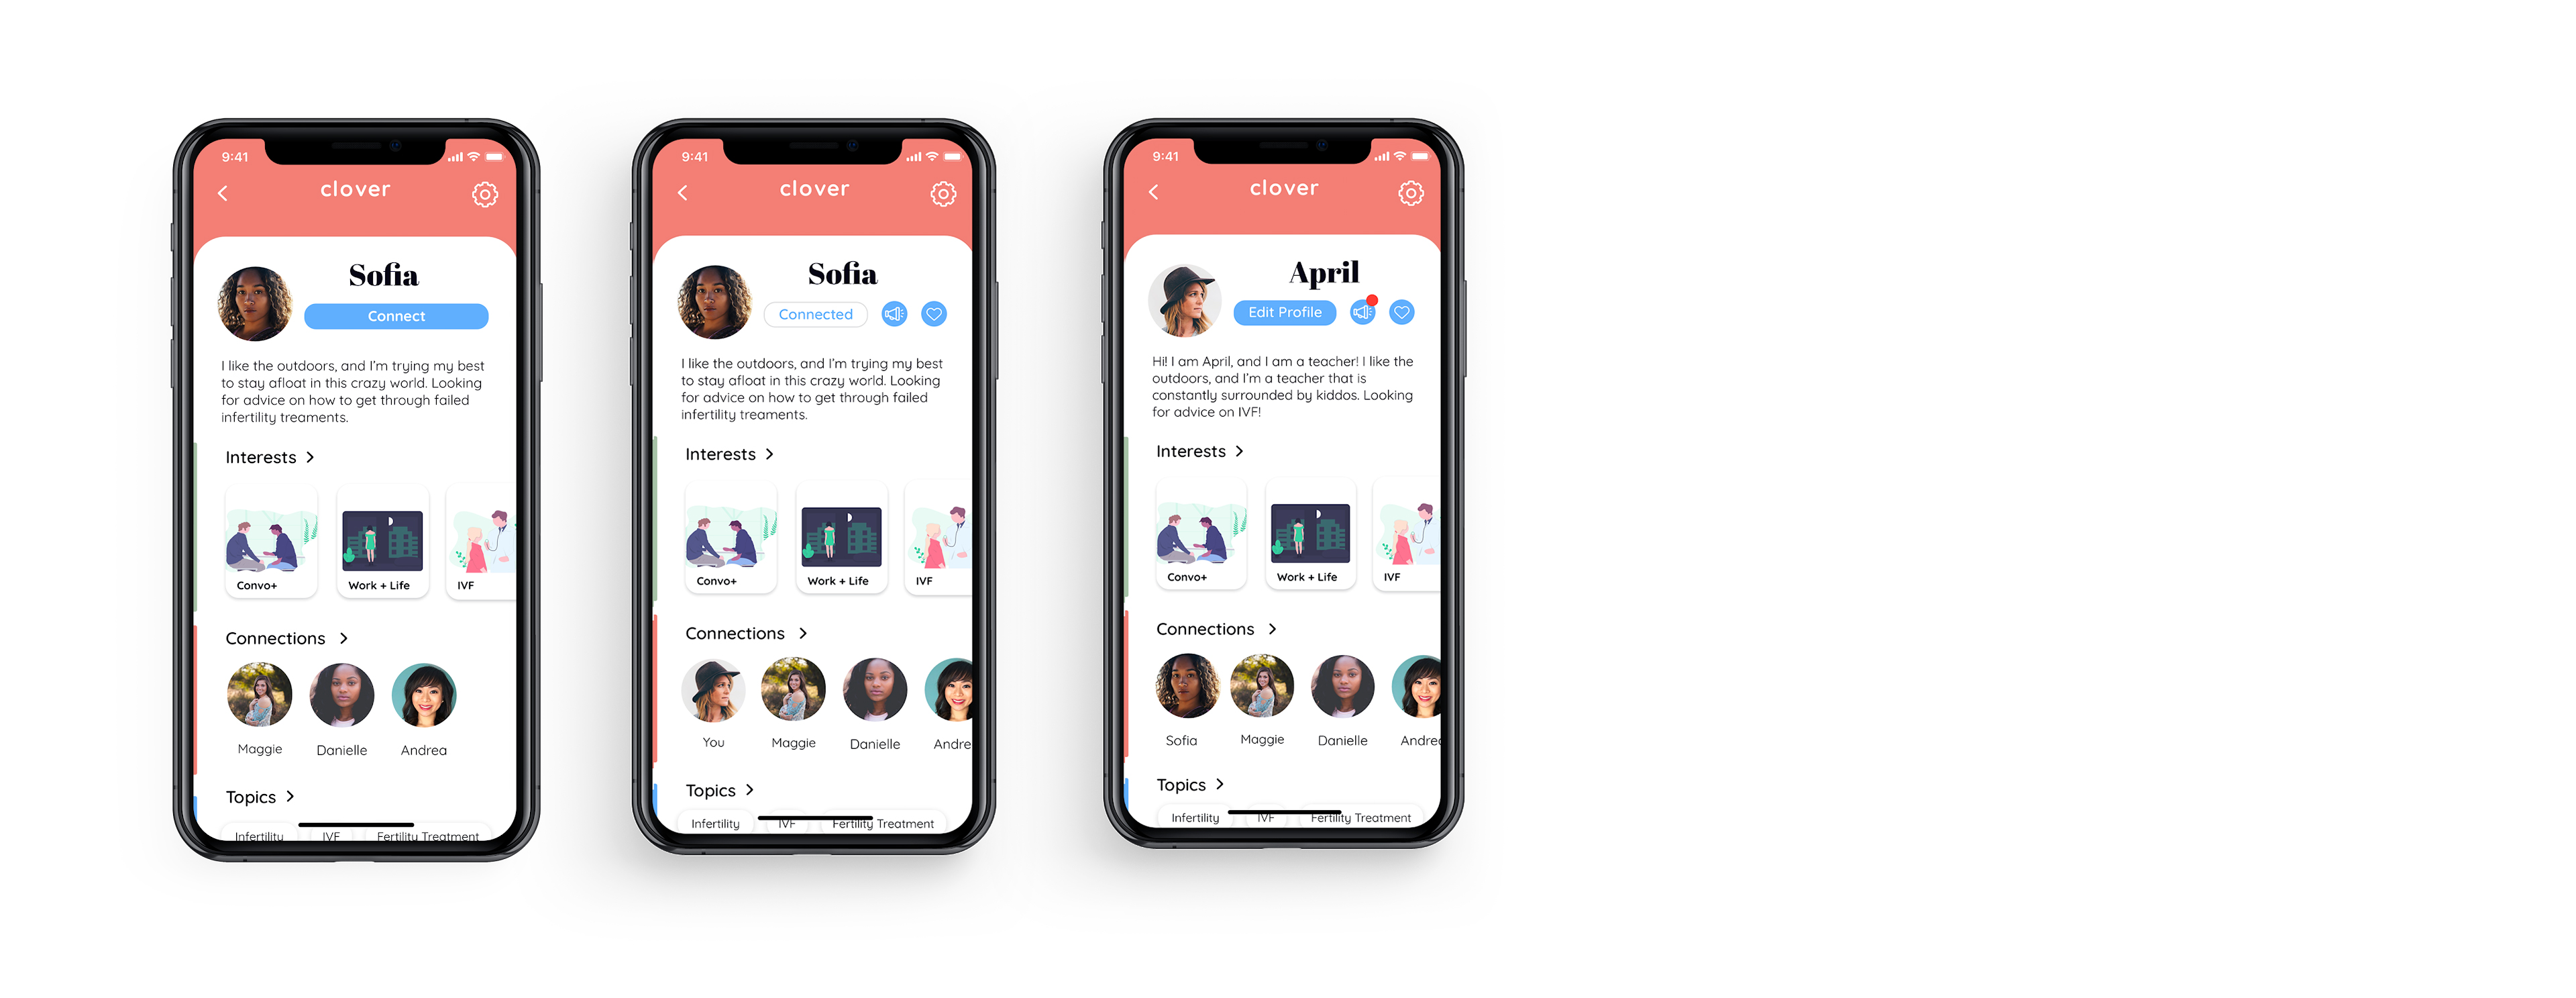 9:41
clover
Sofia
Connect
I like the outdoors, and I'm trying my best
to stay afloat in this crazy world. Looking
for advice on how to get through failed
infertility treaments.
Interests
Convo+
Work + Life
IVF
Connections
Maggie
Danielle
Andrea
Topics
Infertility
IVF
Fertility Treatment
9:41
clover
Sofia
Connected
I like the outdoors, and I'm trying my best
to stay afloat in this crazy world. Looking
for advice on how to get through failed
infertility treaments.
Interests
Convo+
Work + Life
IVF
Connections
You
Maggie
Danielle
Andre
Topics
Infertility
IVF
Fertility Treatment
9:41
clover
April
Edit Profile
Hi! I am April, and I am a teacher! I like the
outdoors, and I'm a teacher that is
constantly surrounded by kiddos. Looking
for advice on IVF!
Interests
Convo+
Work + Life
IVF
Connections
Sofia
Maggie
Danielle
Andrea
Topics
Infertility
IVF
Fertility Treatment